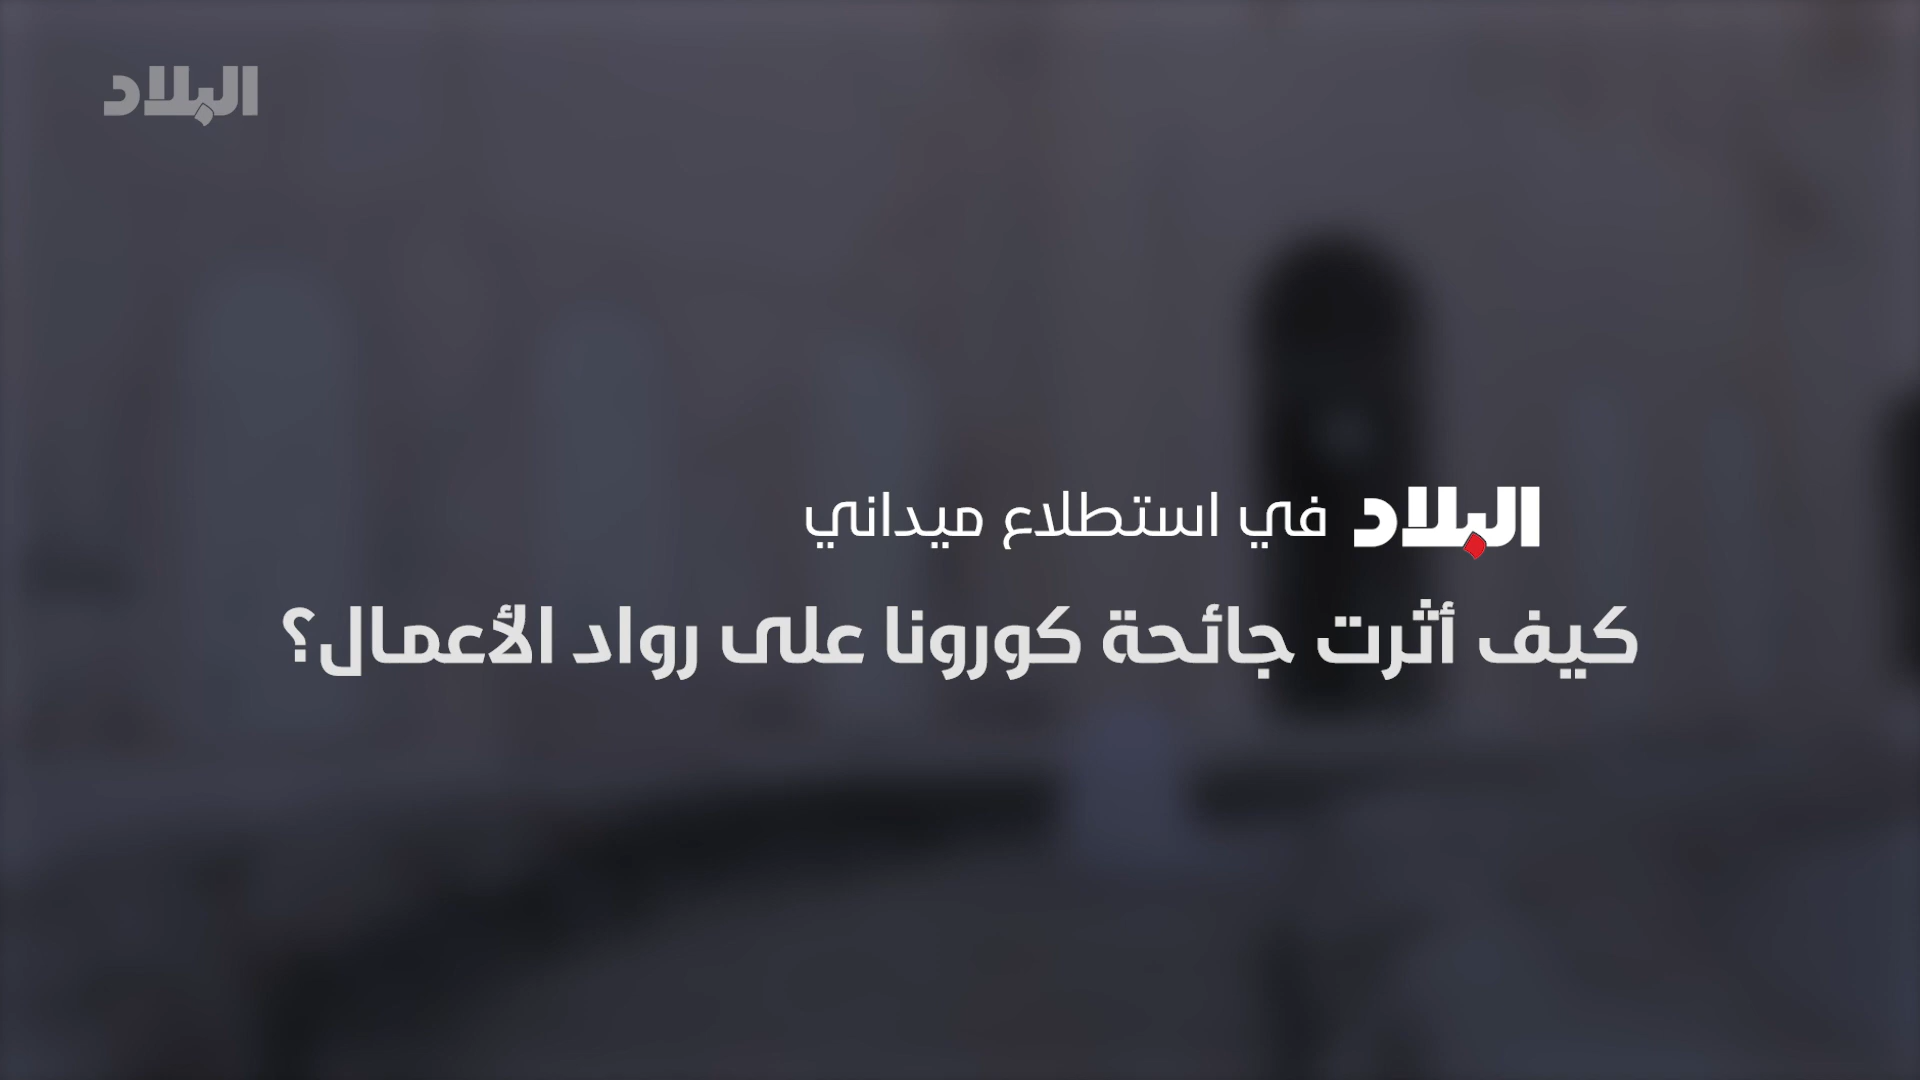 البلاد
البلاد في استطلاع ميداني
كيف أثرت جائحة كورونا على رواد الأعمال؟